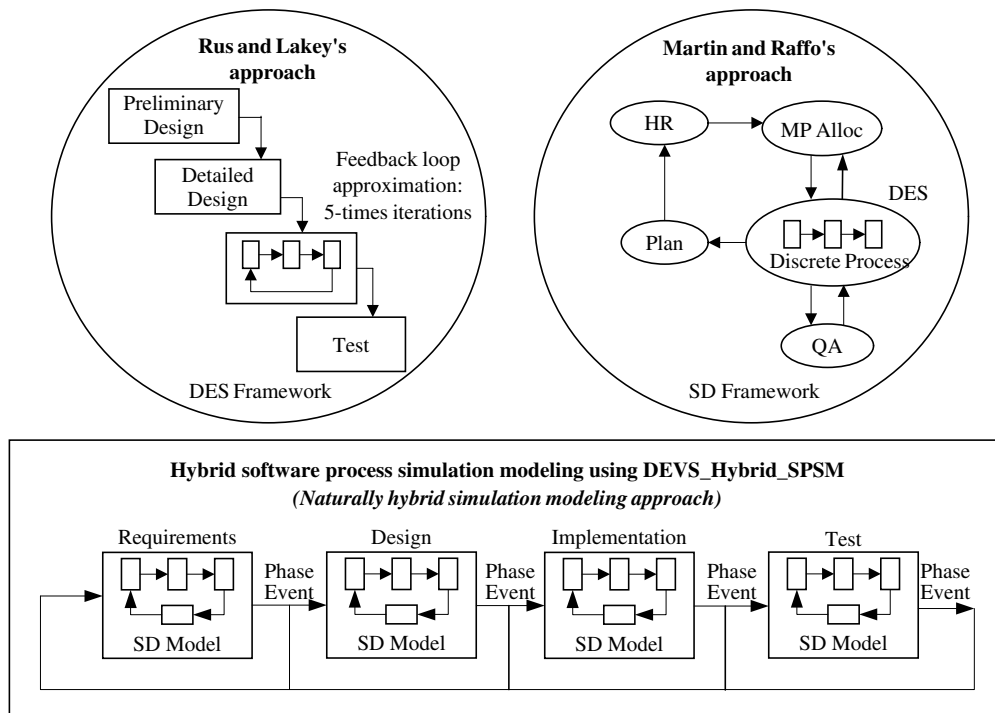 Rus and Lakey's
approach
Preliminary
Design
Detailed
Design
Feedback loop
approximation:
5-times iterations
Test
DES Framework
Martin and Raffo's
approach
HR
MP Alloc
DES
Plan
Discrete Process
QA
SD Framework
Hybrid software process simulation modeling using DEVS_Hybrid_SPSM
(Naturally hybrid simulation modeling approach)
Requirements
SD Model
Phase
Event
Design
SD Model
Phase
Event
Implementation
SD Model
Phase
Event
Test
SD Model
Phase
Event